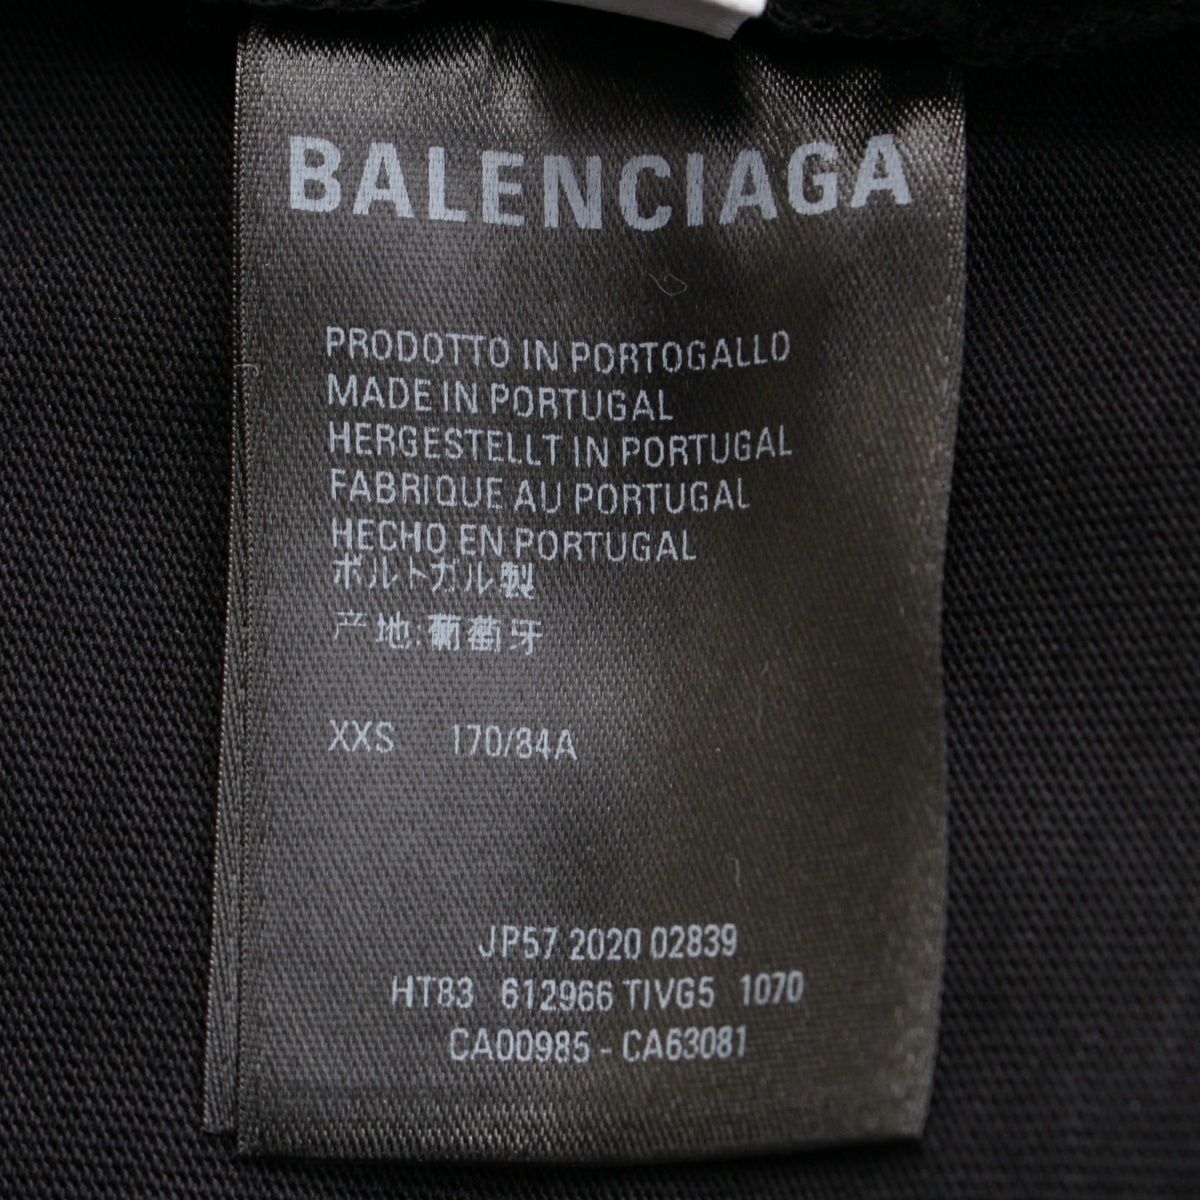 BALENCIAGA
PRODOTTO IN PORTOGALLO
MADE IN PORTUGAL
HERGESTELLT IN PORTUGAL
FABRIQUE AU PORTUGAL
HECHO EN PORTUGAL
ポルトガル製
产地:葡萄牙
XXS 170/84A
JP57 2020 02839
HT83 612966 TIVG5 1070
CA00985 - CA63081